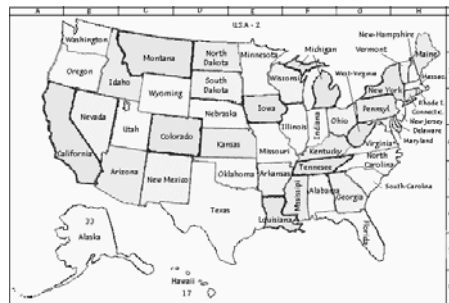 A B C D E F G H
USA - 2
Washington
Oregon
California
Nevada
Idaho
Montana
Wyoming
Utah
Colorado
Arizona
New Mexico
North
Dakota
South
Dakota
Nebraska
Kansas
Oklahoma
Texas
Minnesota
Iowa
Missouri
Arkansas
Louisiana
Wisconsi
Michigan
Illinois
Indiana
Ohio
Kentucky
Tennessee
Missisipi
Alabama
Georgia
Florida
South-Carolina
North
Carolina
Virginia
West-Virginia
Pensyl.
New York
Vermont
New-Hampshire
Maine
Massac.
Rhode I.
Connetic.
New Jersey
Delaware
Maryland
22
Alaska
Hawaii
17